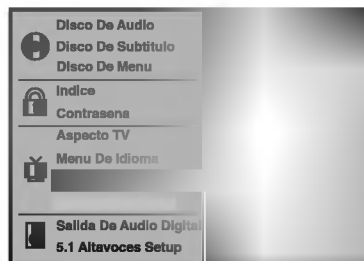 Disco De Audio
Disco De Subtitulo
Disco De Menu
Indice
Contrasena
Aspecto TV
Menu De Idioma
Salida De Audio Digital
5.1 Altavoces Setup